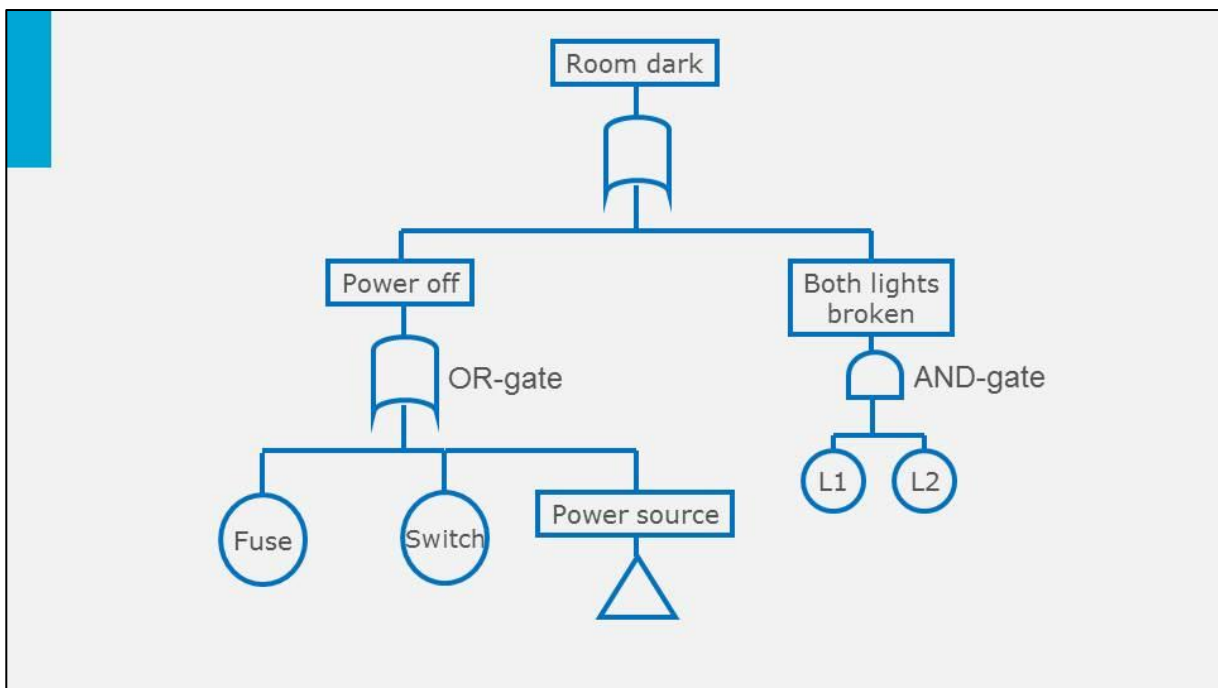 Room dark
Power off
Both lights
broken
OR-gate
AND-gate
L1
L2
Fuse
Switch
Power source